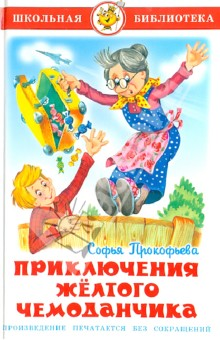 ШКОЛЬНАЯ БИБЛИОТЕКА
Софья Прокофьева
ПРИКЛЮЧЕНИЯ
ЖЁЛТОГО
ЧЕМОДАНЧИКА
ПРОИЗВЕДЕНИЕ ПЕЧАТАЕТСЯ БЕЗ СОКРАЩЕНИЙ